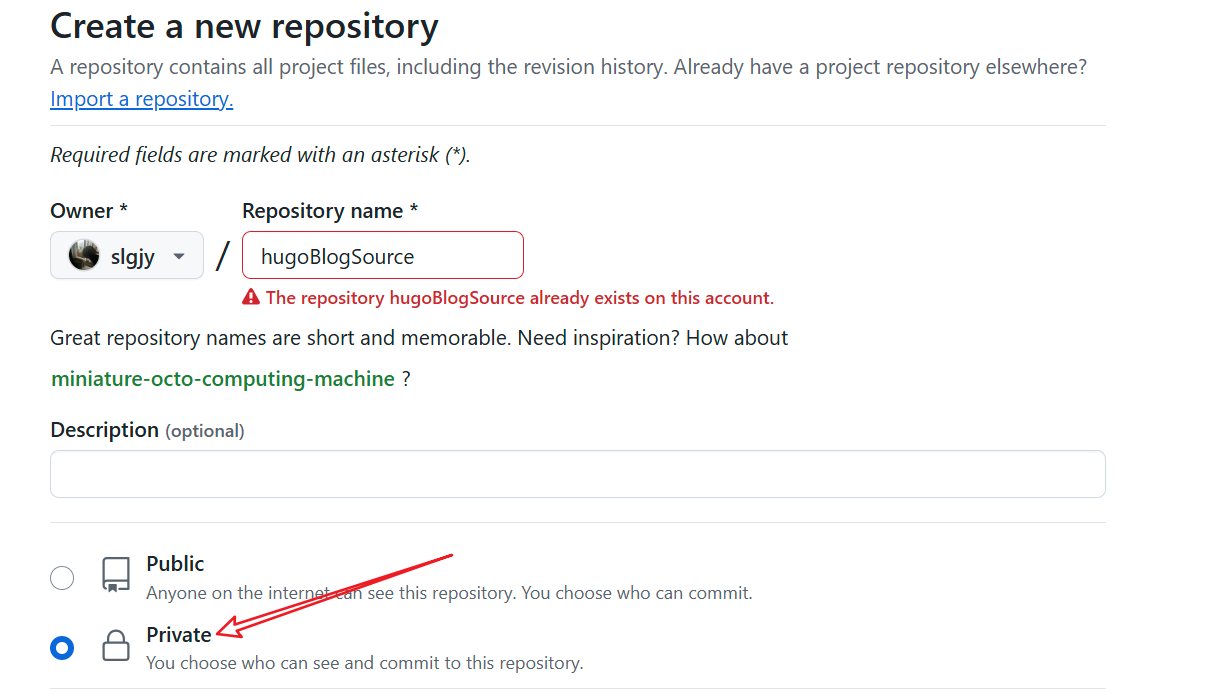 Create a new repository
A repository contains all project files, including the revision history. Already have a project repository elsewhere?
Import a repository.
Required fields are marked with an asterisk (*).
Owner * Repository name *
slgjy / hugoBlogSource
The repository hugoBlogSource already exists on this account.
Great repository names are short and memorable. Need inspiration? How about
miniature-octo-computing-machine ?
Description (optional)
Public
Anyone on the internet can see this repository. You choose who can commit.
Private
You choose who can see and commit to this repository.